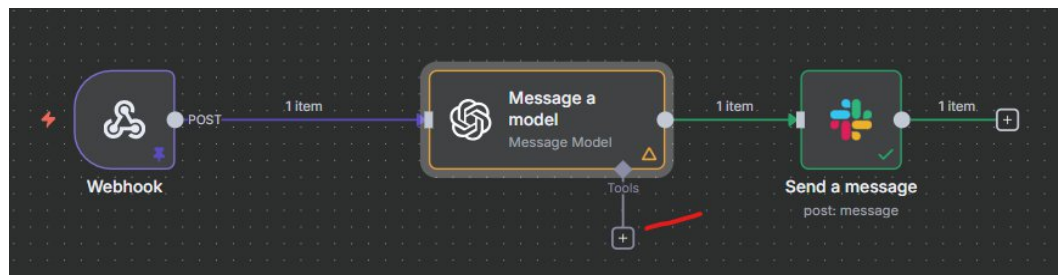 POST
1 item
Message a
model
Message Model
1 item
1 item
Tools
Webhook
Send a message
post: message